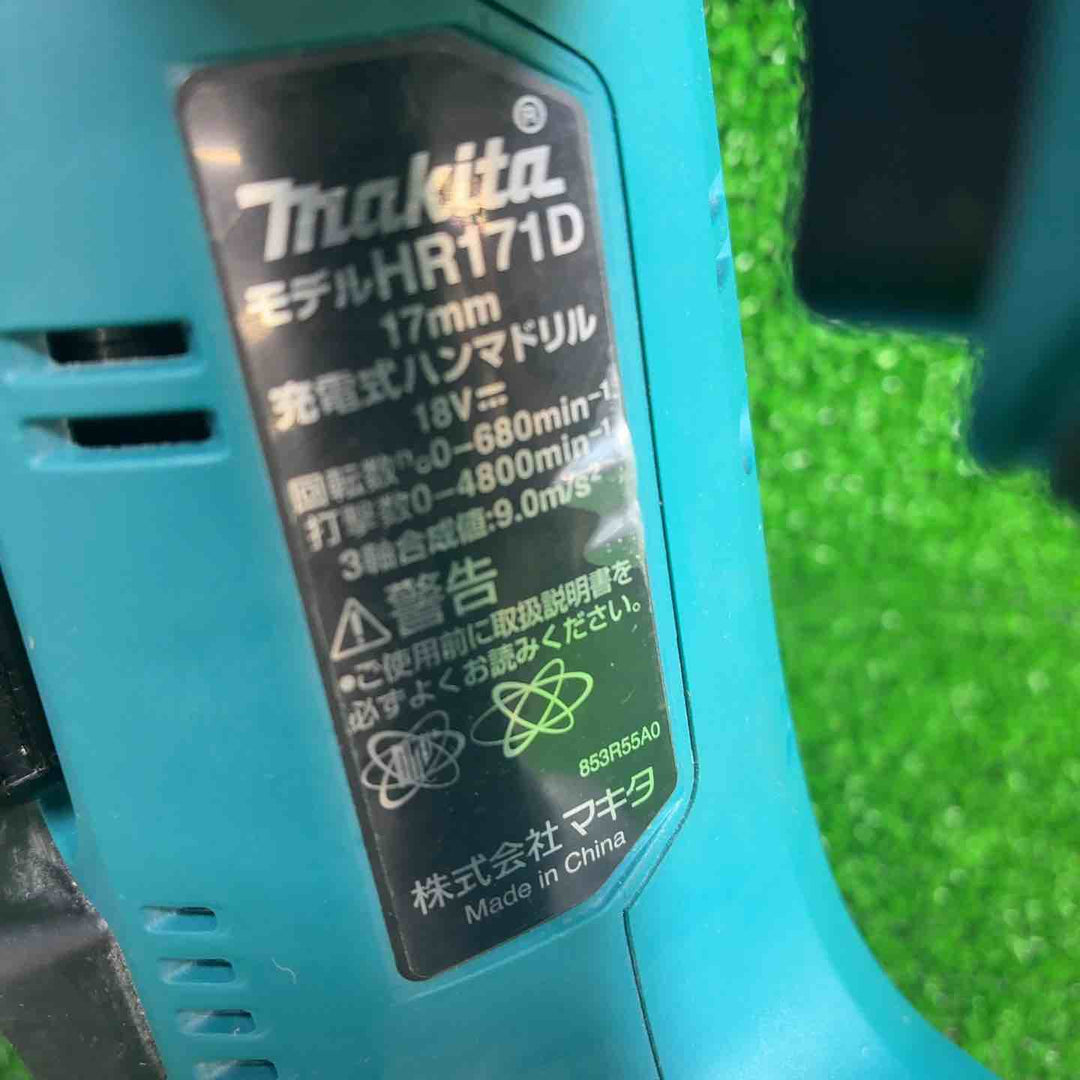 makita®
モデルHR171D
17mm
充電式ハンマドリル
18V⎓
回転数n₀0-680min⁻¹
打撃数0-4800min⁻¹
3軸合成値:9.0m/s²
⚠警告
•ご使用前に取扱説明書を
必ずよくお読みください。
853R55A0
株式会社マキタ
Made in China